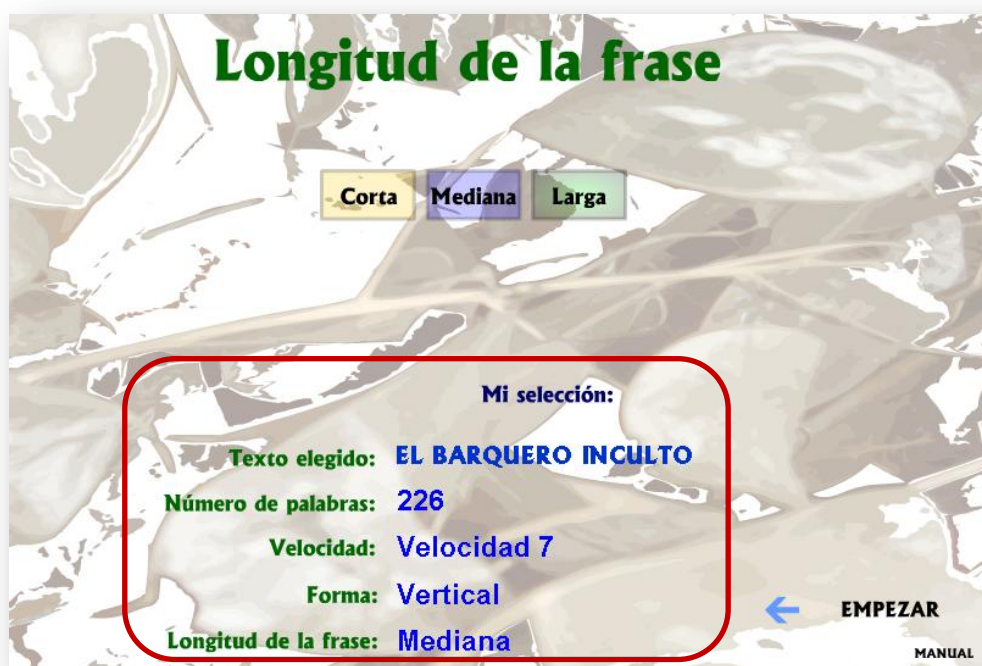 Longitud de la frase
Corta Mediana Larga
Mi selección:
Texto elegido: EL BARQUERO INCULTO
Número de palabras: 226
Velocidad: Velocidad 7
Forma: Vertical
EMPEZAR
Longitud de la frase: Mediana
MANUAL